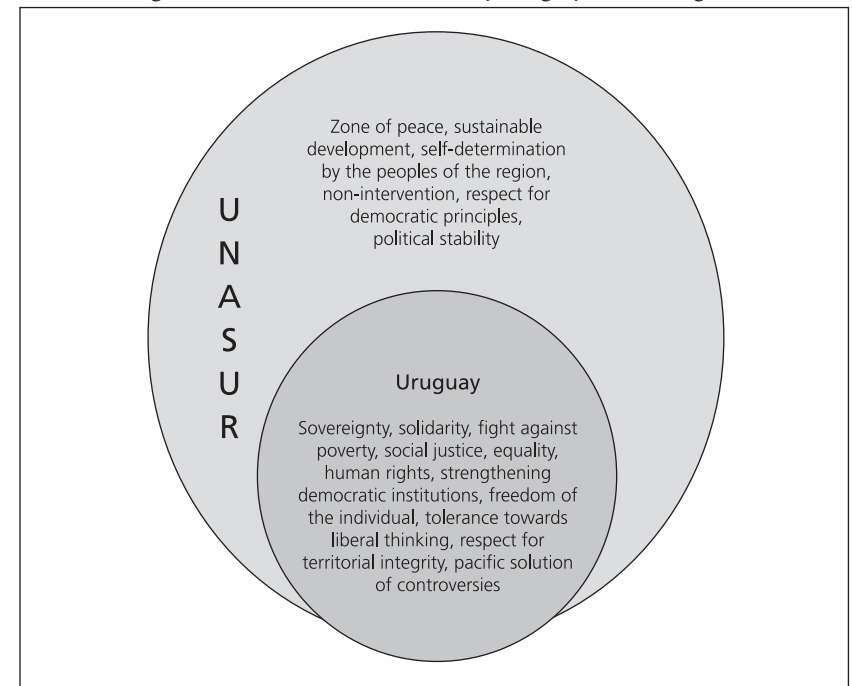 Zone of peace, sustainable
development, self-determination
by the peoples of the region,
non-intervention, respect for
democratic principles,
political stability
U
N
A
S
U
R
Uruguay
Sovereignty, solidarity, fight against
poverty, social justice, equality,
human rights, strengthening
democratic institutions, freedom of
the individual, tolerance towards
liberal thinking, respect for
territorial integrity, pacific solution
of controversies